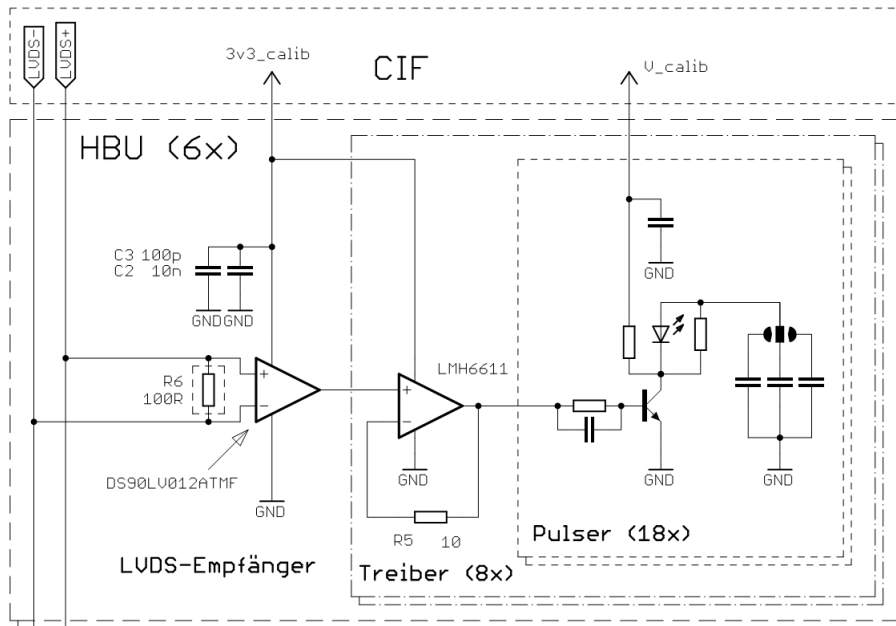 LVDS-
LVDS+
3v3_calib
CIF
V_calib
HBU (6x)
C3 100p
C2 10n
GND
GND GND
GND
LMH6611
R6
100R
+
-
+
-
DS90LV012ATMF
GND
GND
GND
GND
R5 10
Pulser (18x)
LVDS-Empfänger
Treiber (8x)